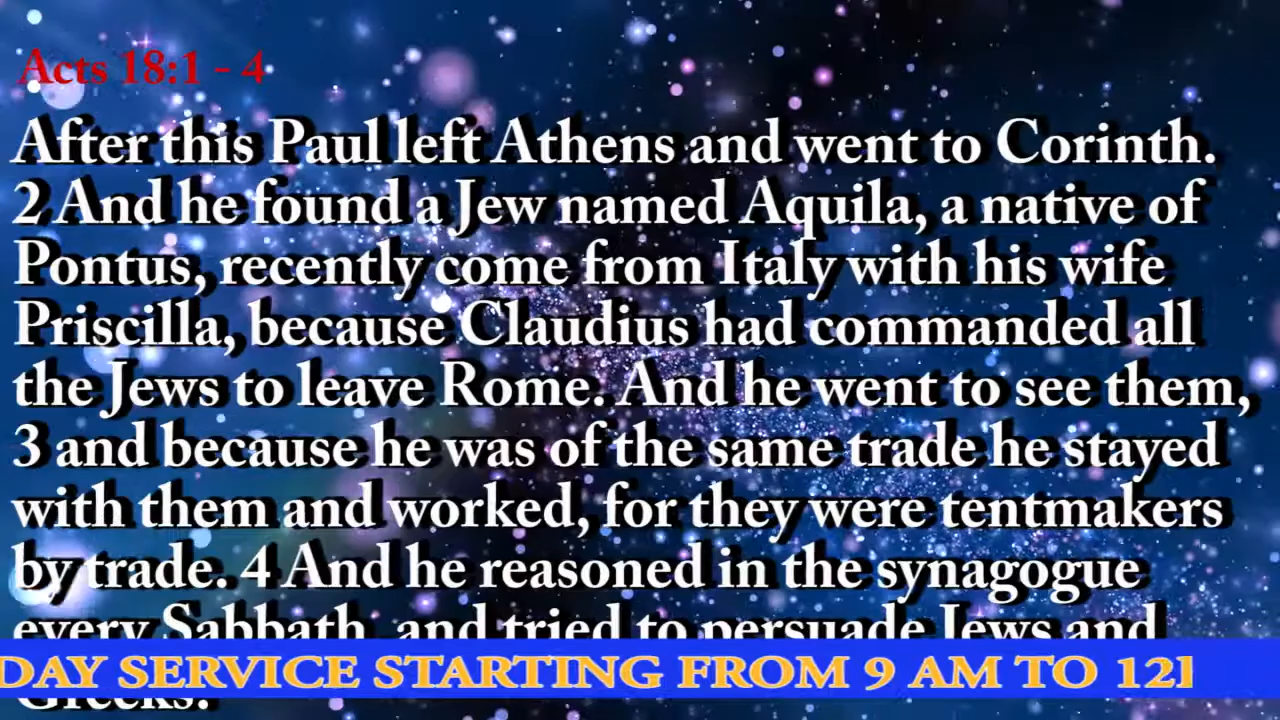 Acts 18:1 - 4
After this Paul left Athens and went to Corinth.
2 And he found a Jew named Aquila, a native of
Pontus, recently come from Italy with his wife
Priscilla, because Claudius had commanded all
the Jews to leave Rome. And he went to see them,
3 and because he was of the same trade he stayed
with them and worked, for they were tentmakers
by trade. 4 And he reasoned in the synagogue
every Sabbath, and tried to persuade Jews and
DAY SERVICE STARTING FROM 9 AM TO 12
Greeks.